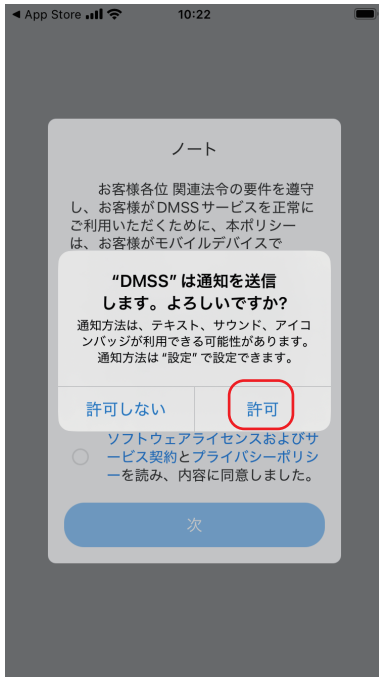 ◀ App Store 10:22
ノート
お客様各位 関連法令の要件を遵守
し、お客様がDMSSサービスを正常に
ご利用いただくために、本ポリシー
は、お客様がモバイルデバイスで
“DMSS” は通知を送信
します。よろしいですか?
通知方法は、テキスト、サウンド、アイコ
ンバッジが利用できる可能性があります。
通知方法は “設定” で設定できます。
許可しない 許可
ソフトウェアライセンスおよびサ
ービス契約とプライバシーポリシ
ーを読み、内容に同意しました。
次